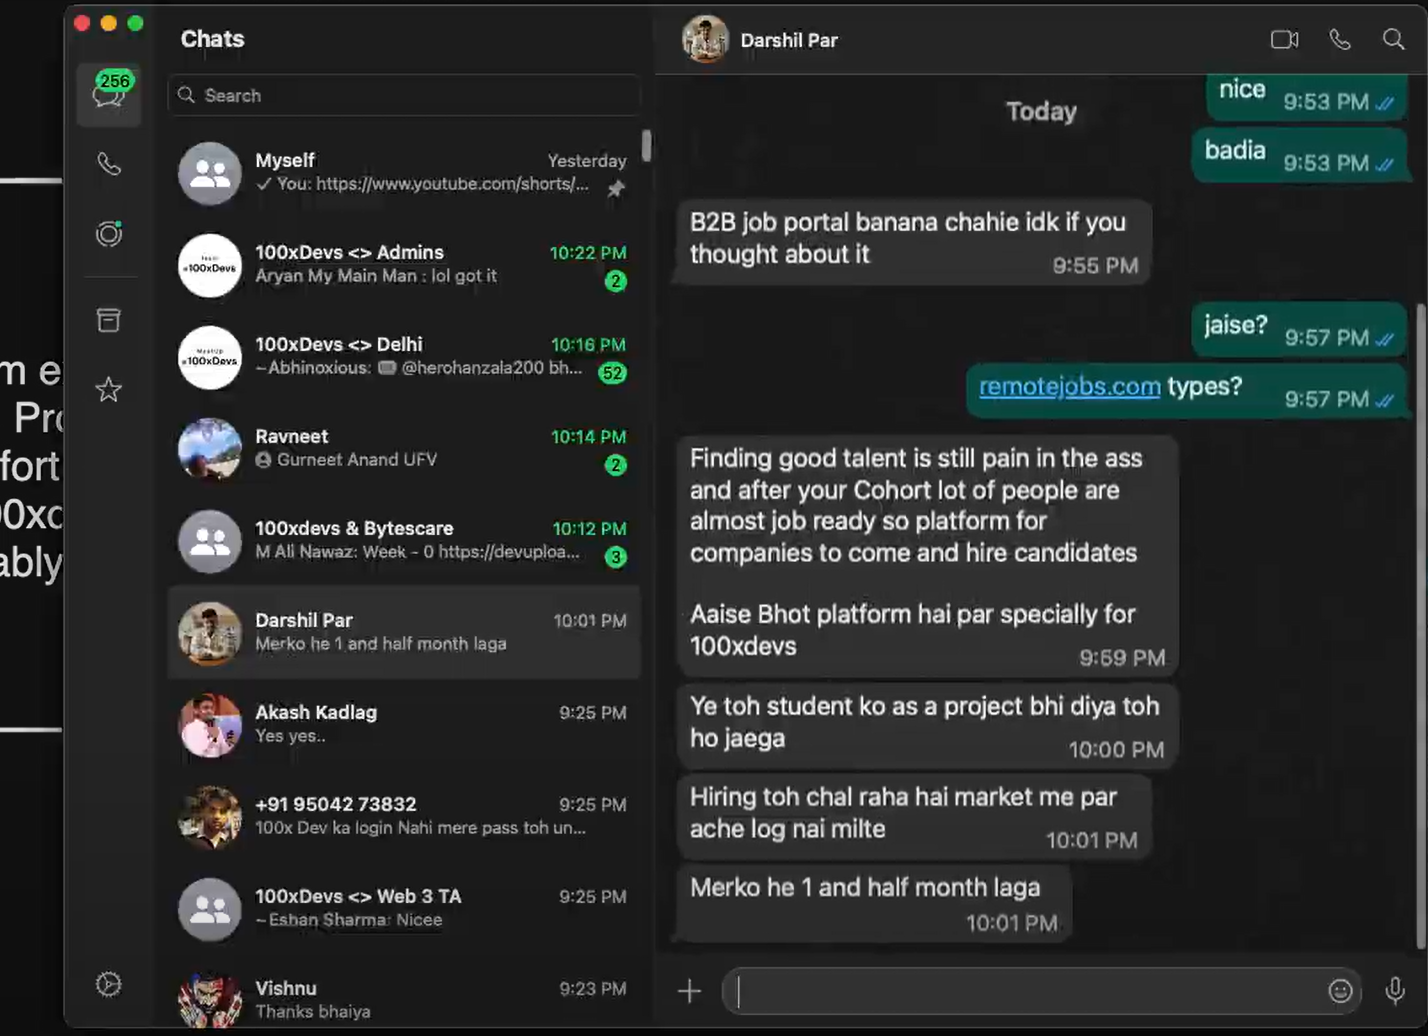 256
Chats
Search
Myself
Yesterday
You: https://www.youtube.com/shorts/...
100xDevs <> Admins
10:22 PM
Aryan My Main Man : lol got it
2
100xDevs <> Delhi
10:16 PM
~Abhinoxious: @herohanzala200 bh...
52
Ravneet
10:14 PM
Gurneet Anand UFV
2
100xdevs & Bytescare
10:12 PM
M Ali Nawaz: Week - 0 https://devuploa...
3
Darshil Par
10:01 PM
Merko he 1 and half month laga
Akash Kadlag
9:25 PM
Yes yes..
+91 95042 73832
9:25 PM
100x Dev ka login Nahi mere pass toh un...
100xDevs <> Web 3 TA
9:25 PM
~Eshan Sharma: Nicee
Vishnu
9:23 PM
Thanks bhaiya
Darshil Par
Today
nice
9:53 PM
badia
9:53 PM
B2B job portal banana chahie idk if you
thought about it
9:55 PM
jaise?
9:57 PM
remotejobs.com types?
9:57 PM
Finding good talent is still pain in the ass
and after your Cohort lot of people are
almost job ready so platform for
companies to come and hire candidates
Aaise Bhot platform hai par specially for
100xdevs
9:59 PM
Ye toh student ko as a project bhi diya toh
ho jaega
10:00 PM
Hiring toh chal raha hai market me par
ache log nai milte
10:01 PM
Merko he 1 and half month laga
10:01 PM